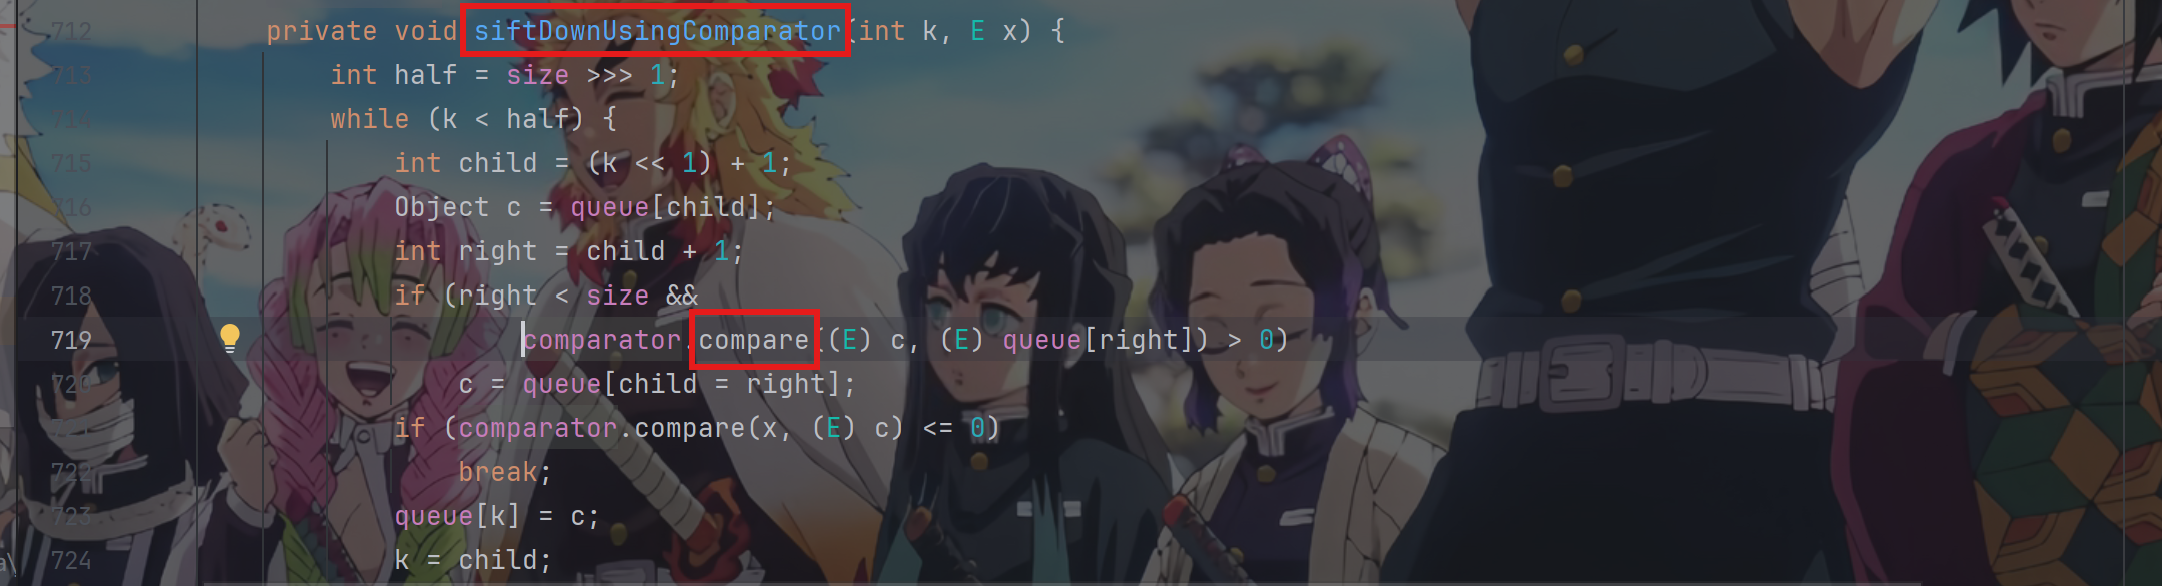 712 private void siftDownUsingComparator(int k, E x) {
713 int half = size >>> 1;
714 while (k < half) {
715 int child = (k << 1) + 1;
716 Object c = queue[child];
717 int right = child + 1;
718 if (right < size &&
719 comparator.compare((E) c, (E) queue[right]) > 0)
720 c = queue[child = right];
if (comparator.compare(x, (E) c) <= 0)
722 break;
723 queue[k] = c;
724 k = child;